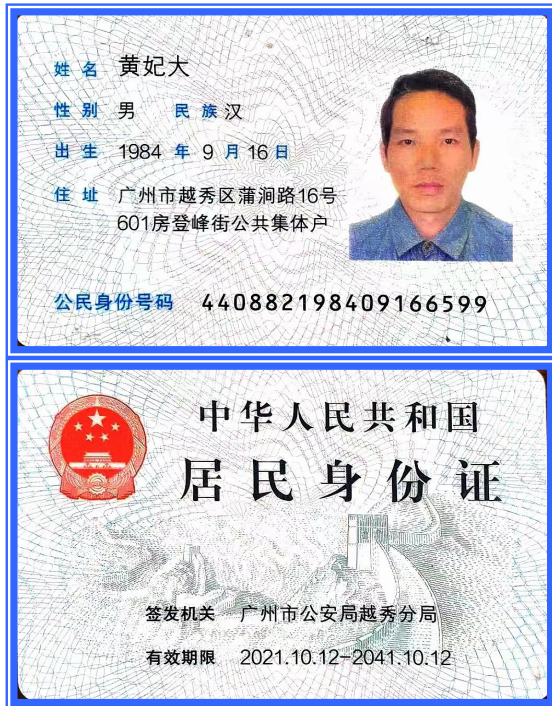 姓名 黄妃大
性别 男 民族 汉
出生 1984 年 9 月 16 日
住址 广州市越秀区蒲涧路16号
601房登峰街公共集体户
公民身份号码 440882198409166599
中华人民共和国
居民身份证
签发机关 广州市公安局越秀分局
有效期限 2021.10.12-2041.10.12